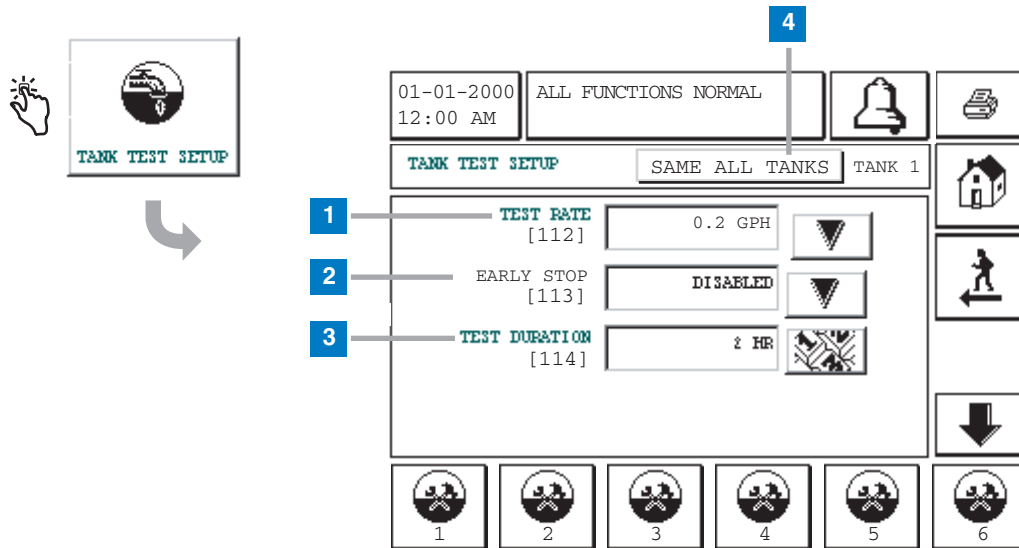 4
TANK TEST SETUP
01-01-2000
12:00 AM
ALL FUNCTIONS NORMAL
TANK TEST SETUP
SAME ALL TANKS
TANK 1
1
TEST RATE
[112]
0.2 GPH
2
EARLY STOP
[113]
DISABLED
3
TEST DURATION
[114]
2 HR
1
2
3
4
5
6